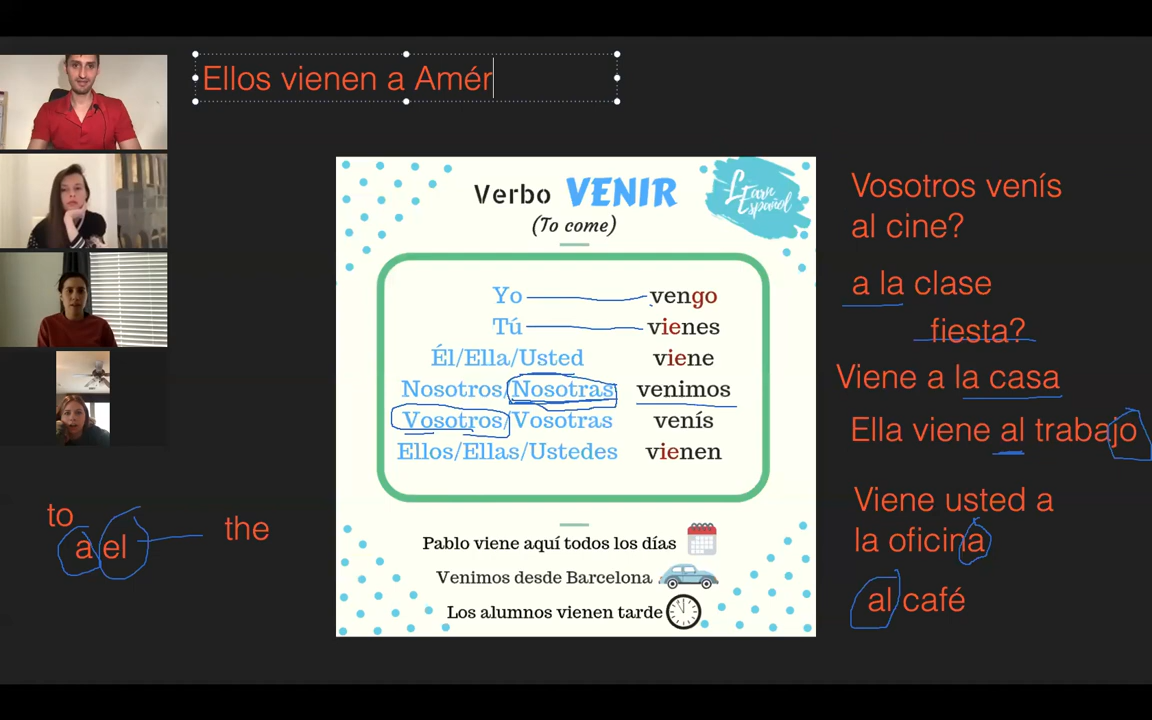 Ellos vienen a Amér
Verbo VENIR
(To come)
Learn
Español
Yo vengo
Tú vienes
Él/Ella/Usted viene
Nosotros/Nosotras venimos
Vosotros/Vosotras venís
Ellos/Ellas/Ustedes vienen
Pablo viene aquí todos los días
Venimos desde Barcelona
Los alumnos vienen tarde
to
a el
the
Vosotros venís
al cine?
a la clase
fiesta?
Viene a la casa
Ella viene al trabajo
Viene usted a
la oficina
al café